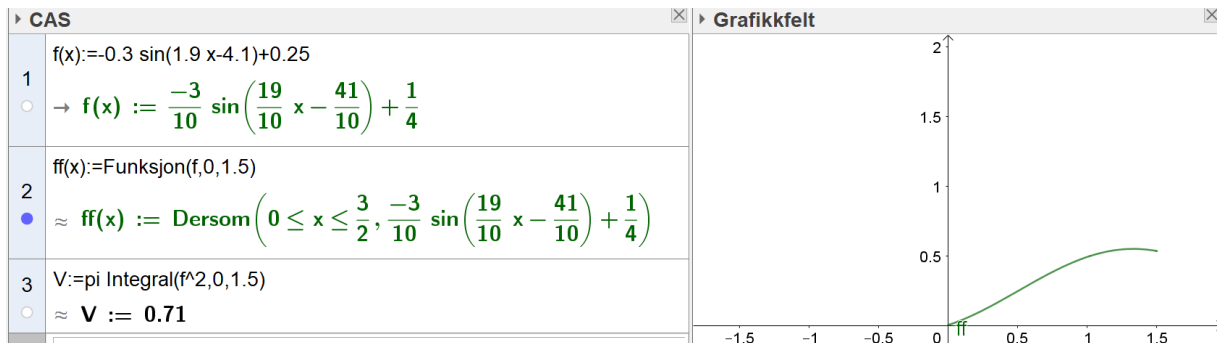 CAS
1
f(x):=-0.3 sin(1.9 x-4.1)+0.25
→ f(x) := -3/10 sin(19/10 x − 41/10) + 1/4
2
ff(x):=Funksjon(f,0,1.5)
≈ ff(x) := Dersom(0 ≤ x ≤ 3/2, -3/10 sin(19/10 x − 41/10) + 1/4)
3
V:=pi Integral(f^2,0,1.5)
≈ V := 0.71
Grafikkfelt
2
1.5
1
0.5
ff
−1.5 −1 −0.5 0 0.5 1 1.5